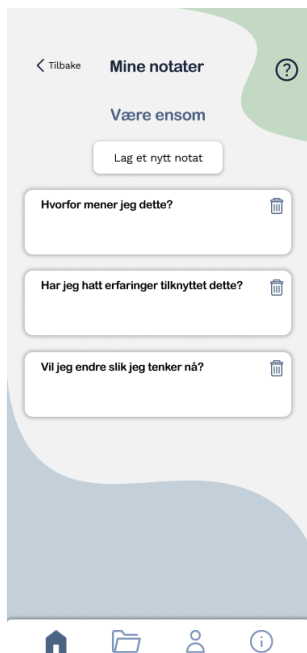 Tilbake
Mine notater
?
Være ensom
Lag et nytt notat
Hvorfor mener jeg dette?
Har jeg hatt erfaringer tilknyttet dette?
Vil jeg endre slik jeg tenker nå?
i